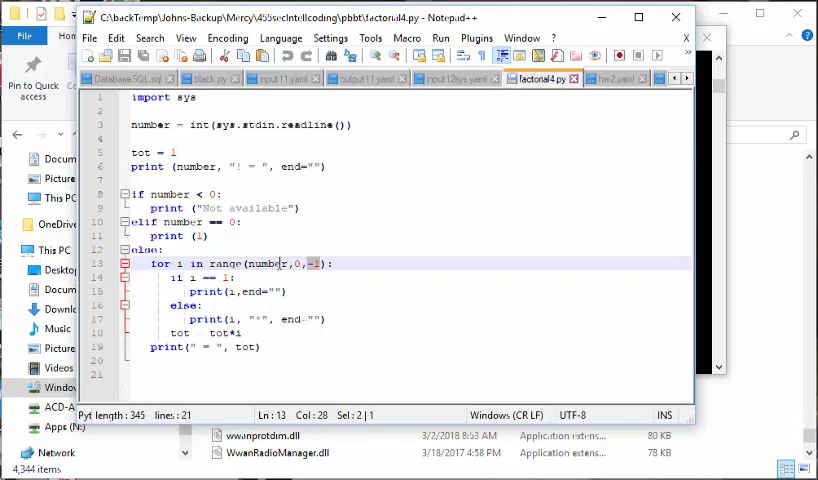 C:\backTemp\Johns-Backup\Mercy\455secIntellcoding\pbbt\factorial4.py - Notepad++
File Edit Search View Encoding Language Settings Tools Macro Run Plugins Window ?
DatabaseSQL.sql black.py input11.yaml output11.yaml input12sys.yaml factorial4.py hw2.yaml
1 import sys
2
3 number = int(sys.stdin.readline())
4
5 tot = 1
6 print (number, "! = ", end="")
7
8 if number < 0:
9 print ("Not available")
10 elif number == 0:
11 print (1)
12 else:
13 for i in range(number,0,-1):
14 if i == 1:
15 print(i,end="")
16 else:
17 print(i, "*", end="")
18 tot = tot*i
19 print(" = ", tot)
20
21
Pyt length : 345 lines : 21 Ln : 13 Col : 28 Sel : 2 | 1 Windows (CR LF) UTF-8 INS
File
Pin to Quick
access
Docum
Picture
This P
OneDrive
This PC
Desktop
Docum
Downl
Music
Picture
Videos
Window
ACD-A
Apps (N:)
Network
wwanprotdim.dll 3/2/2018 8:53 AM Application exten... 80 KB
WwanRadioManager.dll 3/18/2017 4:58 PM Application exten... 78 KB
4,344 items